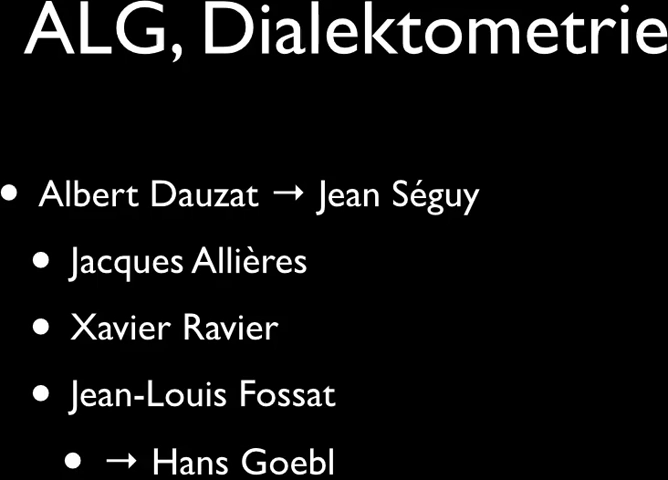 ALG, Dialektometrie
• Albert Dauzat → Jean Séguy
• Jacques Allières
• Xavier Ravier
• Jean-Louis Fossat
• → Hans Goebl